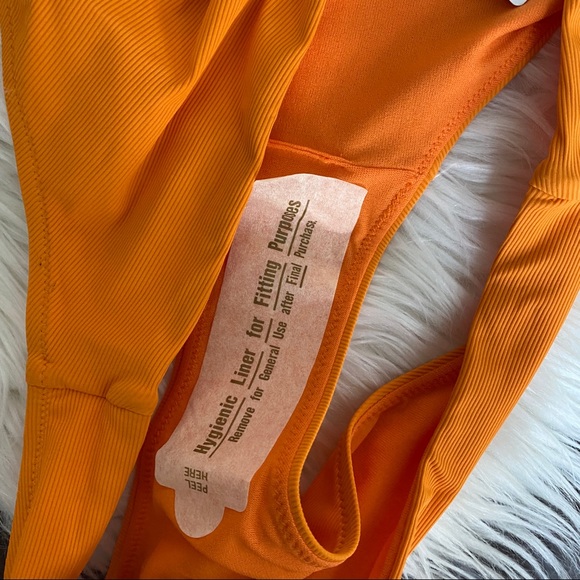 Hygienic Liner for Fitting Purposes
Remove for General Use after Final Purchase
PEEL
HERE